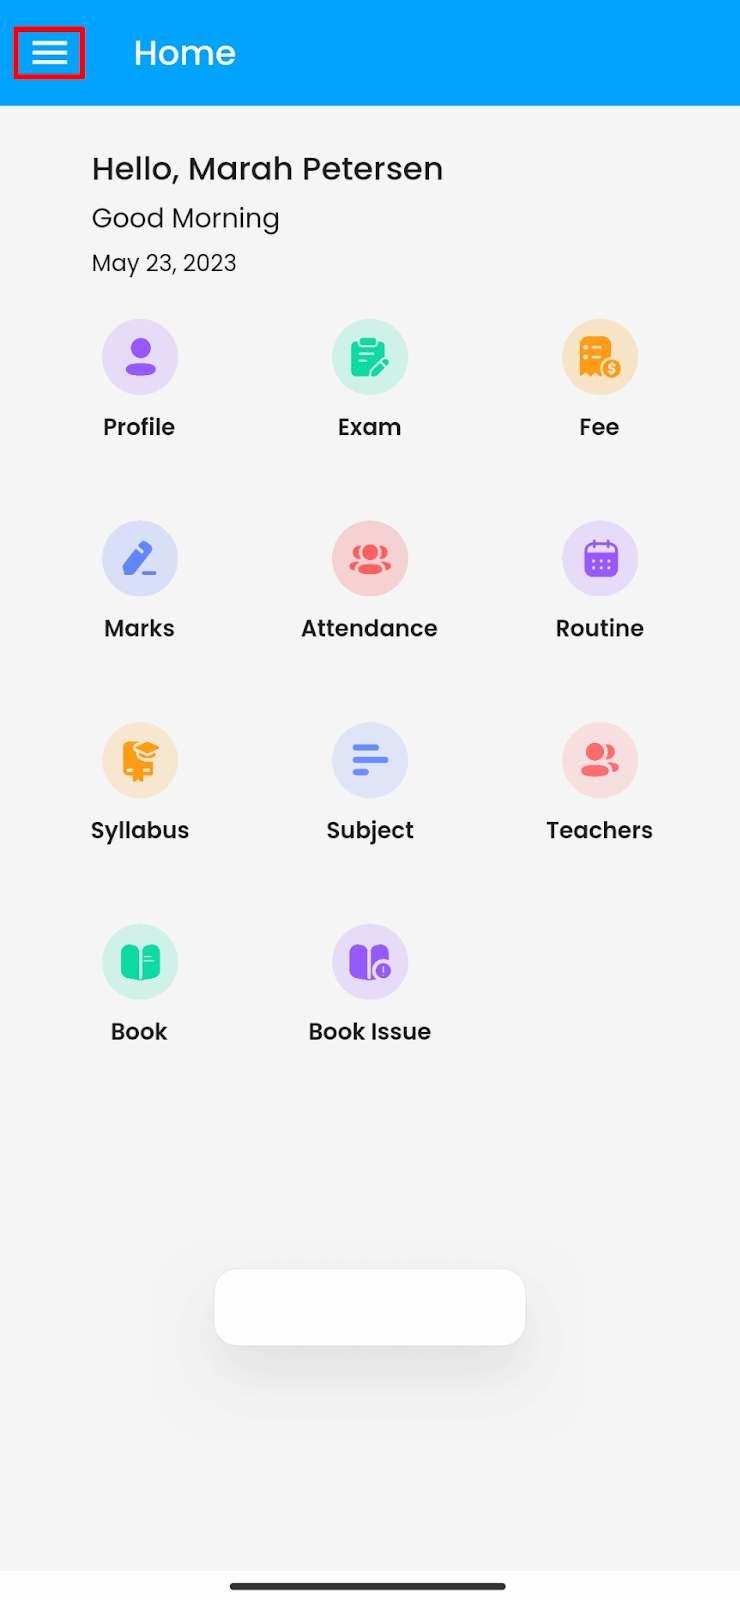 Home
Hello, Marah Petersen
Good Morning
May 23, 2023
Profile
Exam
Fee
Marks
Attendance
Routine
Syllabus
Subject
Teachers
Book
Book Issue